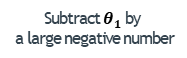 Subtract θ₁ by
a large negative number